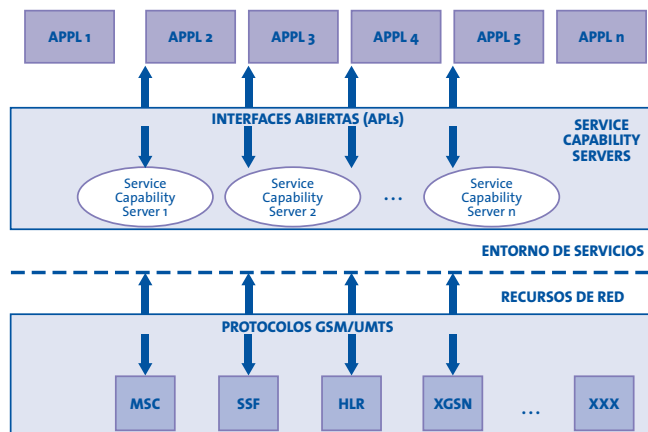 APPL 1
APPL 2
APPL 3
APPL 4
APPL 5
APPL n
INTERFACES ABIERTAS (APLs)
SERVICE
CAPABILITY
SERVERS
Service
Capability
Server 1
Service
Capability
Server 2
...
Service
Capability
Server n
ENTORNO DE SERVICIOS
RECURSOS DE RED
PROTOCOLOS GSM/UMTS
MSC
SSF
HLR
XGSN
...
XXX